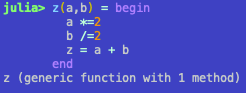 julia> z(a,b) = begin
a *=2
b /=2
z = a + b
end
z (generic function with 1 method)